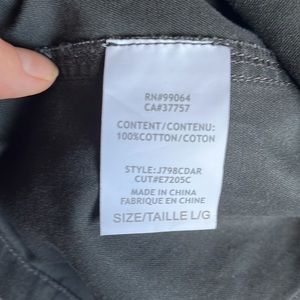 RN#99064
CA#37757
CONTENT/CONTENU:
100%COTTON/COTON
STYLE:J798CDAR
CUT#E7205C
MADE IN CHINA
FABRIQUE EN CHINE
SIZE/TAILLE L/G